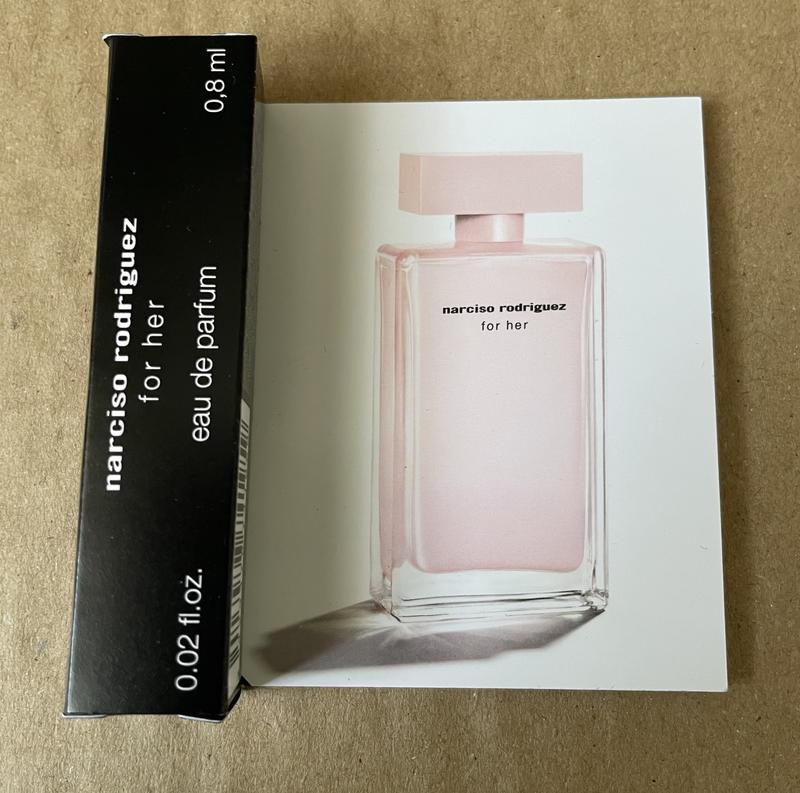 narciso rodriguez
for her
eau de parfum
0.02 fl.oz.
0,8 ml
narciso rodriguez
for her